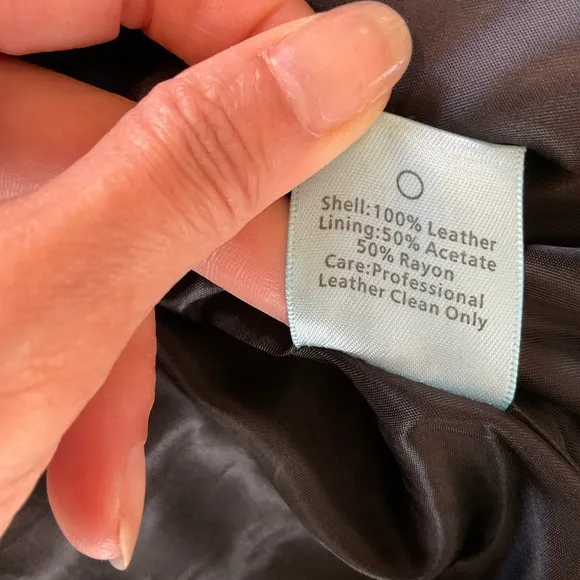 Shell:100% Leather
Lining:50% Acetate
50% Rayon
Care:Professional
Leather Clean Only